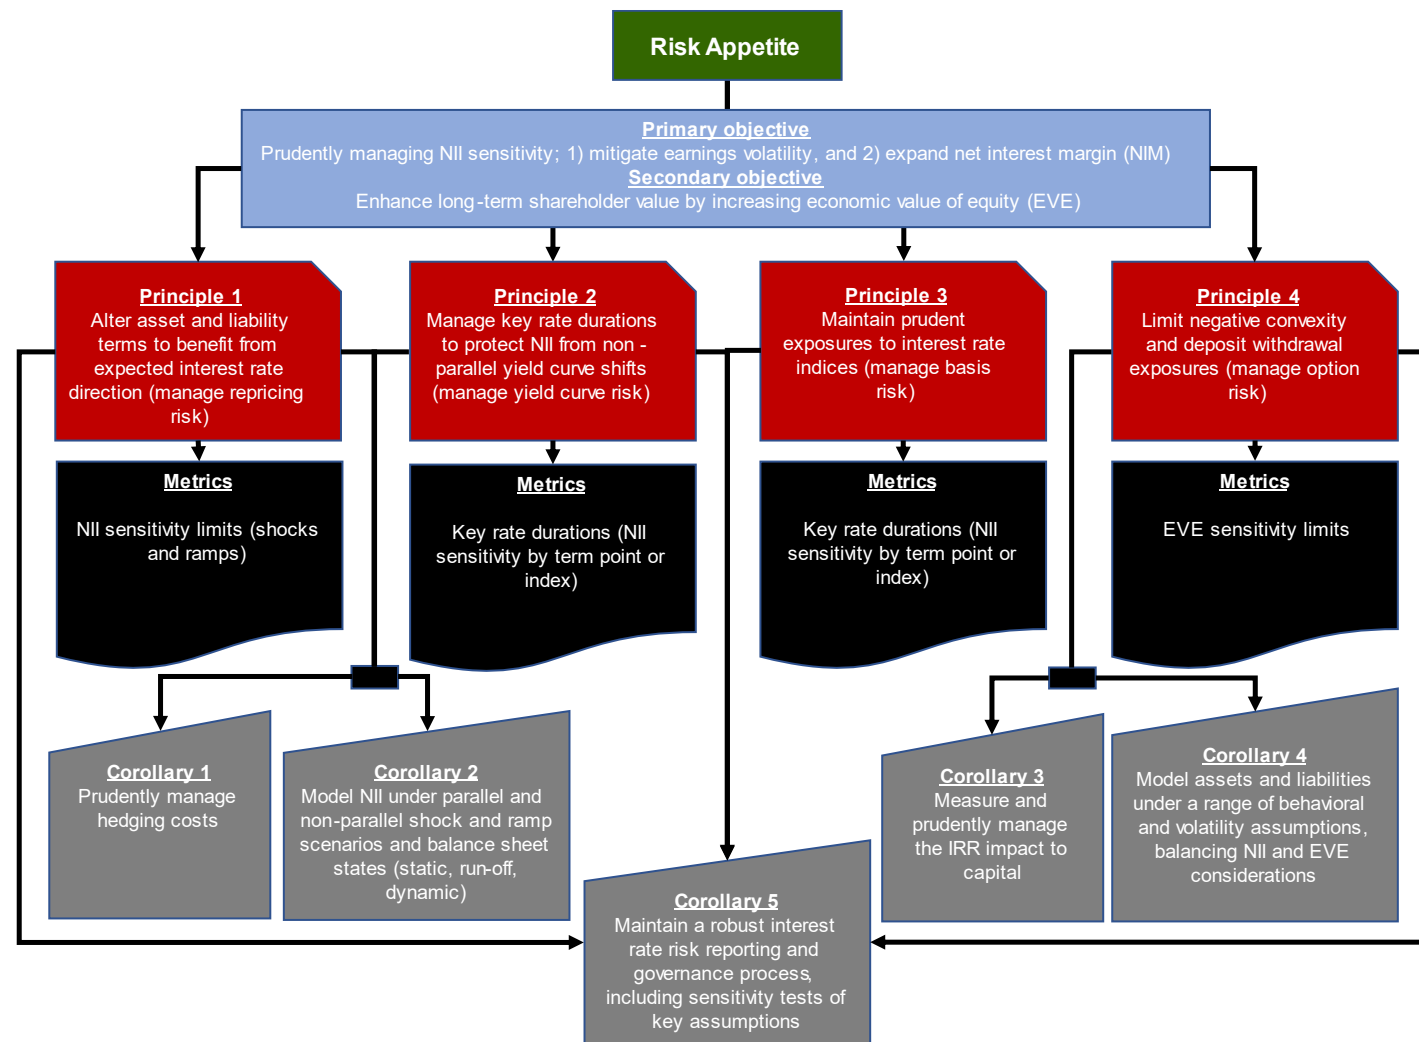 Risk Appetite
Primary objective
Prudently managing NII sensitivity; 1) mitigate earnings volatility, and 2) expand net interest margin (NIM)
Secondary objective
Enhance long-term shareholder value by increasing economic value of equity (EVE)
Principle 1
Alter asset and liability
terms to benefit from
expected interest rate
direction (manage repricing
risk)
Principle 2
Manage key rate durations
to protect NII from non-
parallel yield curve shifts
(manage yield curve risk)
Principle 3
Maintain prudent
exposures to interest rate
indices (manage basis
risk)
Principle 4
Limit negative convexity
and deposit withdrawal
exposures (manage option
risk)
Metrics
NII sensitivity limits (shocks
and ramps)
Metrics
Key rate durations (NII
sensitivity by term point or
index)
Metrics
Key rate durations (NII
sensitivity by term point or
index)
Metrics
EVE sensitivity limits
Corollary 1
Prudently manage
hedging costs
Corollary 2
Model NII under parallel and
non-parallel shock and ramp
scenarios and balance sheet
states (static, run-off,
dynamic)
Corollary 3
Measure and
prudently manage
the IRR impact to
capital
Corollary 4
Model assets and liabilities
under a range of behavioral
and volatility assumptions,
balancing NII and EVE
considerations
Corollary 5
Maintain a robust interest
rate risk reporting and
governance process,
including sensitivity tests of
key assumptions